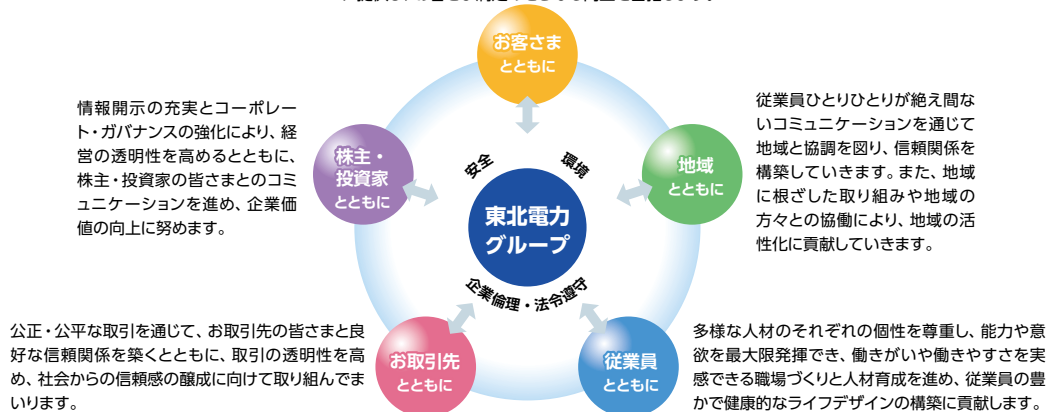 お客さま
とともに
情報開示の充実とコーポレー
ト・ガバナンスの強化により、経
営の透明性を高めるとともに、
株主・投資家の皆さまとのコミ
ュニケーションを進め、企業価
値の向上に努めます。
株主・
投資家
とともに
安全
環境
地域
とともに
従業員ひとりひとりが絶え間な
いコミュニケーションを通じて
地域と協調を図り、信頼関係を
構築していきます。また、地域
に根ざした取り組みや地域の
方々との協働により、地域の活
性化に貢献していきます。
東北電力
グループ
企業倫理・法令遵守
公正・公平な取引を通じて、お取引先の皆さまと良
好な信頼関係を築くとともに、取引の透明性を高
め、社会からの信頼感の醸成に向けて取り組んでま
いります。
お取引先
とともに
従業員
とともに
多様な人材のそれぞれの個性を尊重し、能力や意
欲を最大限発揮でき、働きがいや働きやすさを実
感できる職場づくりと人材育成を進め、従業員の豊
かで健康的なライフデザインの構築に貢献します。